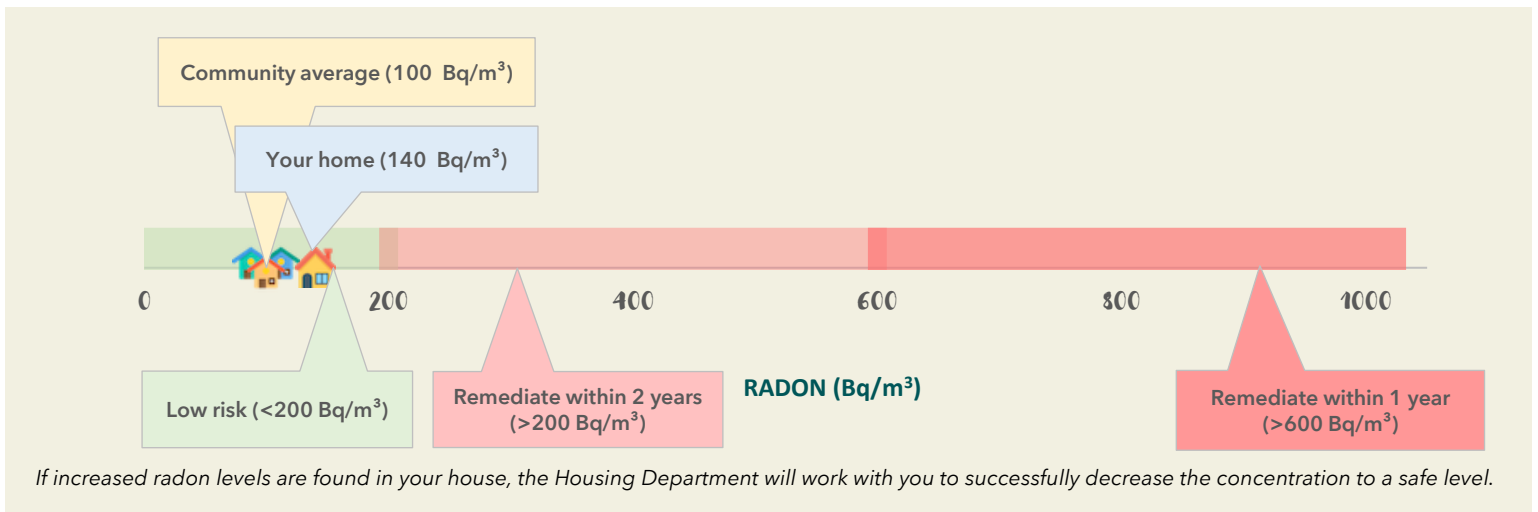 Community average (100  Bq/m³)
Your home (140  Bq/m³)
0
200
400
600
800
1000
Low risk (<200 Bq/m³)
Remediate within 2 years
(>200 Bq/m³)
RADON (Bq/m³)
Remediate within 1 year
(>600 Bq/m³)
If increased radon levels are found in your house, the Housing Department will work with you to successfully decrease the concentration to a safe level.